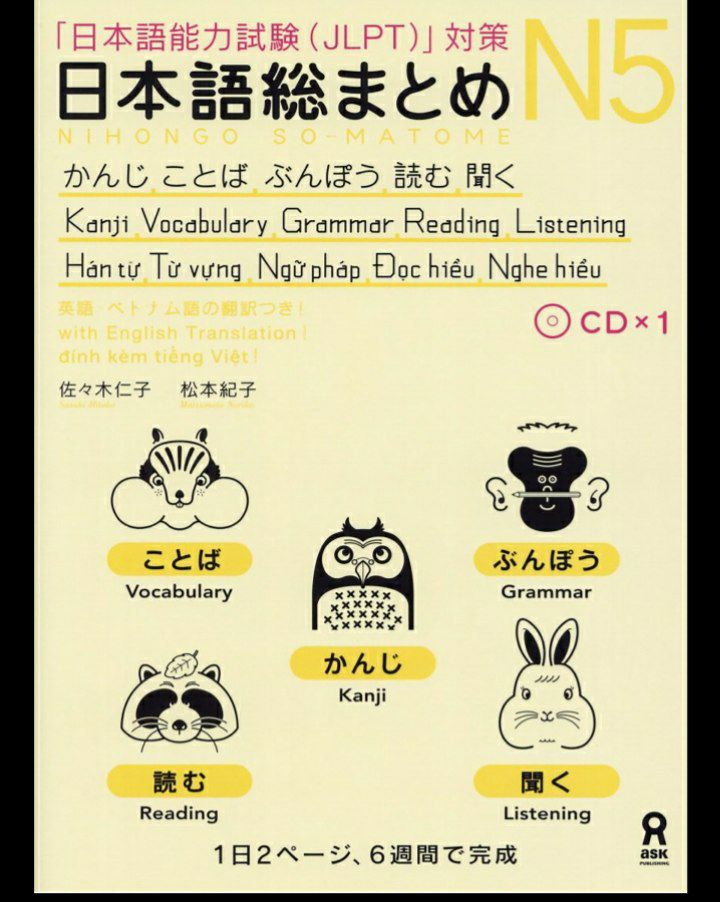 「日本語能力試験(JLPT)」対策
N5
日本語総まとめ
NIHONGO SO-MATOME
かんじ ことば ぶんぽう 読む 聞く
Kanji Vocabulary Grammar Reading Listening
Hán tự Từ vựng Ngữ pháp Đọc hiểu Nghe hiểu
英語・ベトナム語の翻訳つき!
with English Translation!
đính kèm tiếng Việt!
CD×1
佐々木仁子 松本紀子
ことば
Vocabulary
ぶんぽう
Grammar
かんじ
Kanji
読む
Reading
聞く
Listening
1日2ページ、6週間で完成
ask
PUBLISHING